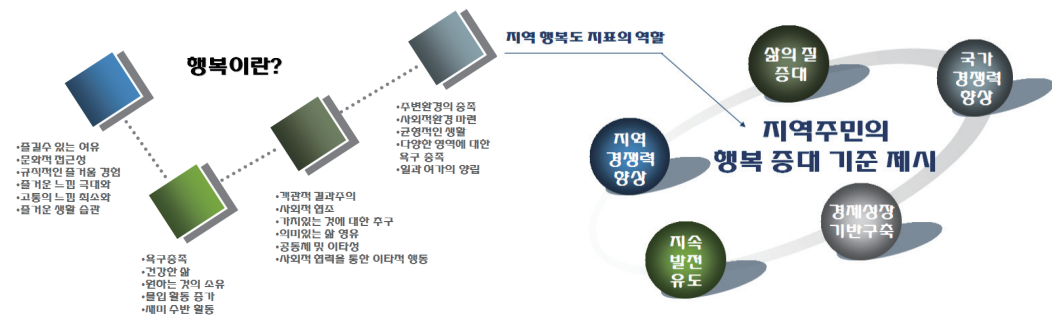 행복이란?
•즐길수 있는 여유
•문화적 접근성
•규칙적인 즐거움 경험
•즐거운 느낌 극대화
•고통의 느낌 최소화
•즐거운 생활 습관
•욕구충족
•건강한 삶
•원하는 것의 소유
•몰입 활동 증가
•재미 수반 활동
•객관적 결과주의
•사회적 협조
•가치있는 것에 대한 추구
•의미있는 삶 영유
•공동체 및 이타성
•사회적 협력을 통한 이타적 행동
•주변환경의 충족
•사회적환경 마련
•균형적인 생활
•다양한 영역에 대한
욕구 충족
•일과 여가의 양립
지역 행복도 지표의 역할
삶의 질
증대
국가
경쟁력
향상
지역
경쟁력
향상
지역주민의
행복 증대 기준 제시
경제성장
기반구축
지속
발전
유도